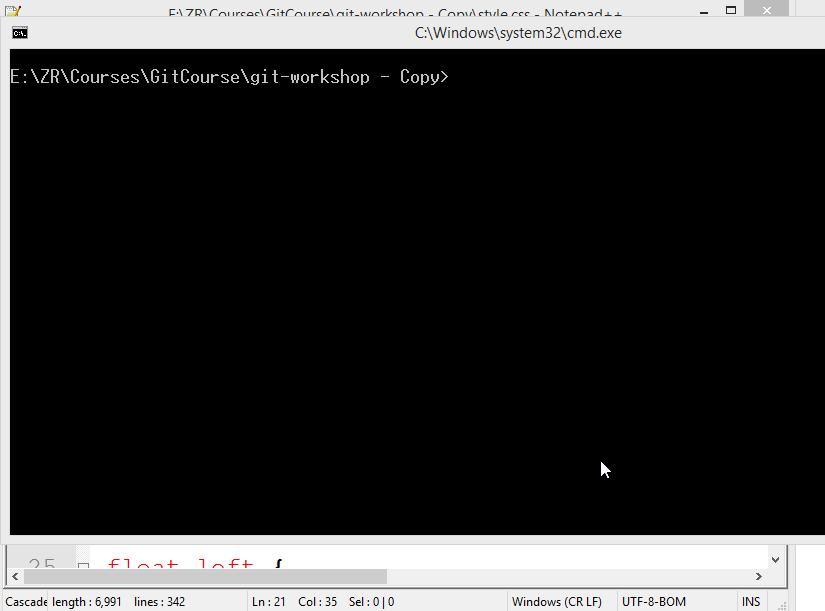 E:\ZR\Courses\GitCourse\git-workshop - Copy\style.css - Notepad++
C:\Windows\system32\cmd.exe
E:\ZR\Courses\GitCourse\git-workshop - Copy>
25 float left {
Cascade length : 6,991 lines : 342 Ln : 21 Col : 35 Sel : 0 | 0 Windows (CR LF) UTF-8-BOM INS